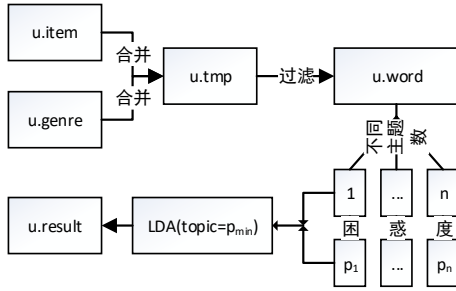 u.item
合并
u.tmp
过滤
u.word
合并
u.genre
不同
主题
数
1
...
n
困
惑
度
u.result
LDA(topic=pmin)
p1
...
pn